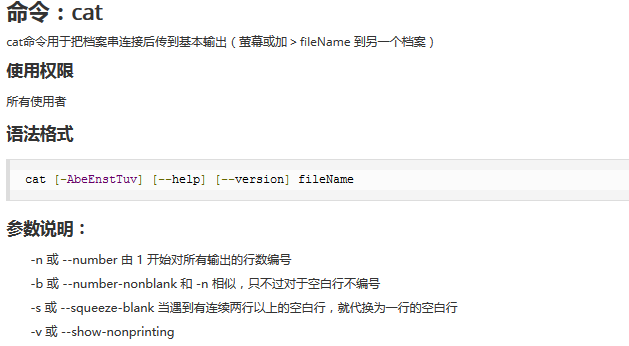 命令：cat
cat命令用于把档案串连接后传到基本输出（萤幕或加 > fileName 到另一个档案）
使用权限
所有使用者
语法格式
cat [-AbeEnstTuv] [--help] [--version] fileName
参数说明：
-n 或 --number 由 1 开始对所有输出的行数编号
-b 或 --number-nonblank 和 -n 相似，只不过对于空白行不编号
-s 或 --squeeze-blank 当遇到有连续两行以上的空白行，就代换为一行的空白行
-v 或 --show-nonprinting